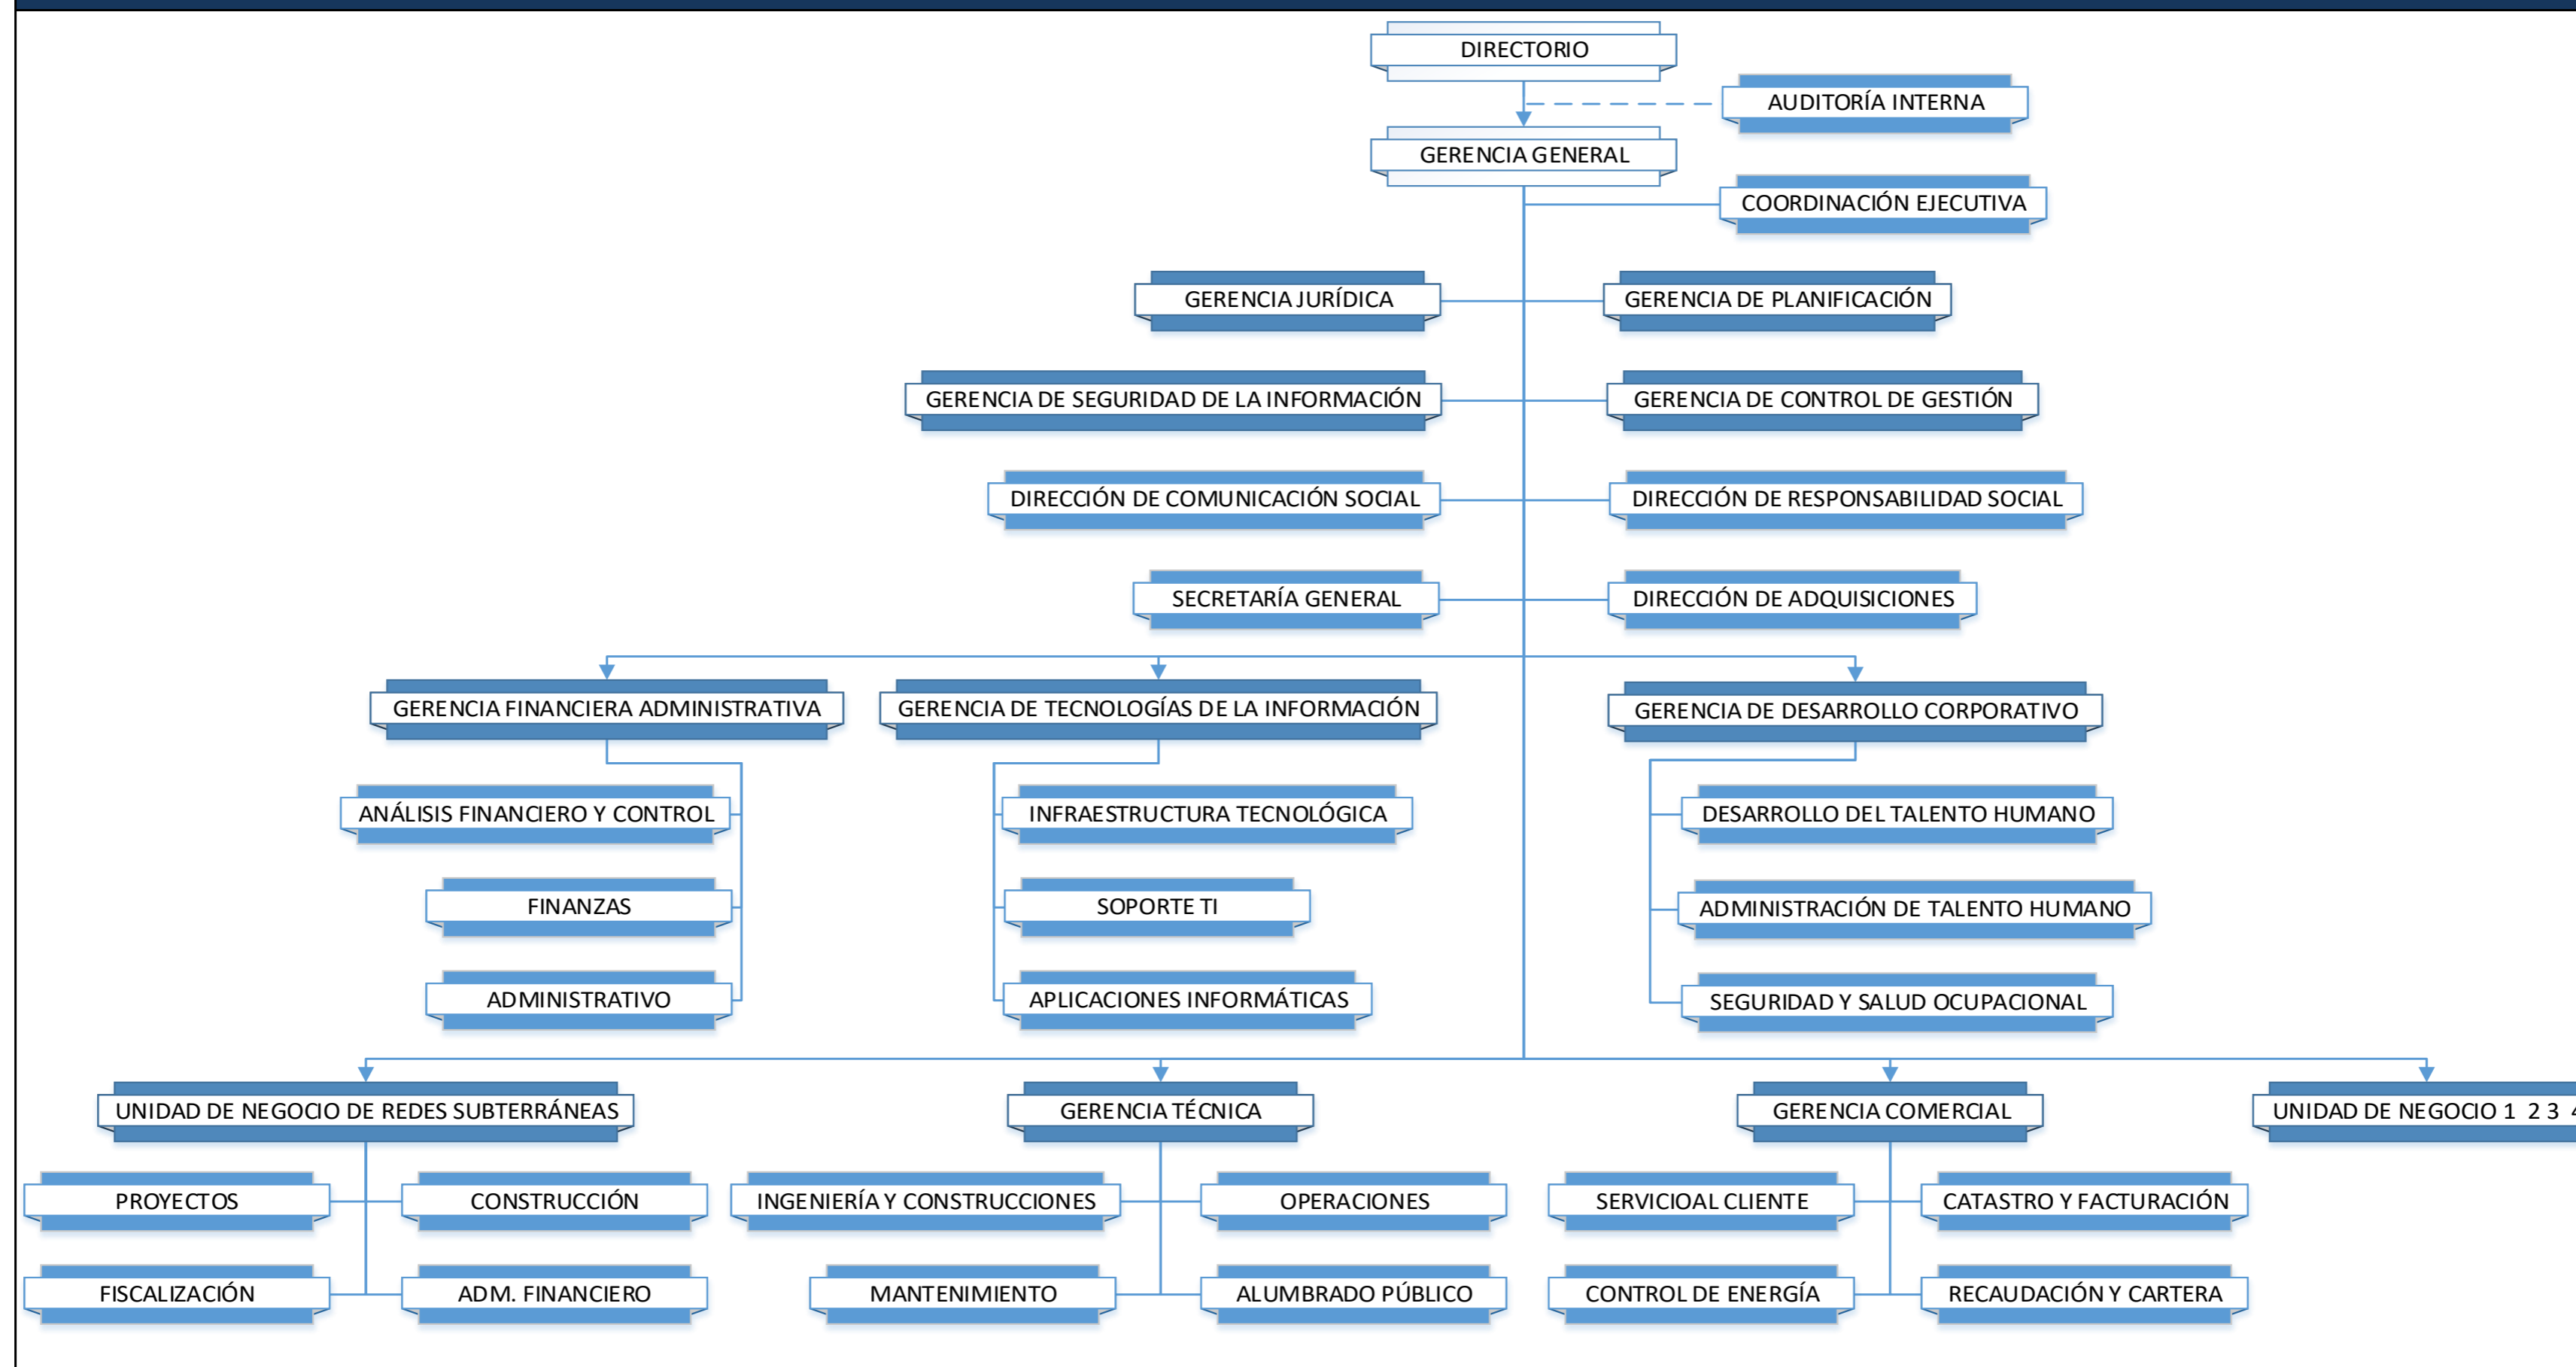 DIRECTORIO
AUDITORÍA INTERNA
GERENCIA GENERAL
COORDINACIÓN EJECUTIVA
GERENCIA JURÍDICA
GERENCIA DE PLANIFICACIÓN
GERENCIA DE SEGURIDAD DE LA INFORMACIÓN
GERENCIA DE CONTROL DE GESTIÓN
DIRECCIÓN DE COMUNICACIÓN SOCIAL
DIRECCIÓN DE RESPONSABILIDAD SOCIAL
SECRETARÍA GENERAL
DIRECCIÓN DE ADQUISICIONES
GERENCIA FINANCIERA ADMINISTRATIVA
GERENCIA DE TECNOLOGÍAS DE LA INFORMACIÓN
GERENCIA DE DESARROLLO CORPORATIVO
ANÁLISIS FINANCIERO Y CONTROL
INFRAESTRUCTURA TECNOLÓGICA
DESARROLLO DEL TALENTO HUMANO
FINANZAS
SOPORTE TI
ADMINISTRACIÓN DE TALENTO HUMANO
ADMINISTRATIVO
APLICACIONES INFORMÁTICAS
SEGURIDAD Y SALUD OCUPACIONAL
UNIDAD DE NEGOCIO DE REDES SUBTERRÁNEAS
GERENCIA TÉCNICA
GERENCIA COMERCIAL
UNIDAD DE NEGOCIO 1 2 3 4
PROYECTOS
CONSTRUCCIÓN
INGENIERÍA Y CONSTRUCCIONES
OPERACIONES
SERVICIOAL CLIENTE
CATASTRO Y FACTURACIÓN
FISCALIZACIÓN
ADM. FINANCIERO
MANTENIMIENTO
ALUMBRADO PÚBLICO
CONTROL DE ENERGÍA
RECAUDACIÓN Y CARTERA